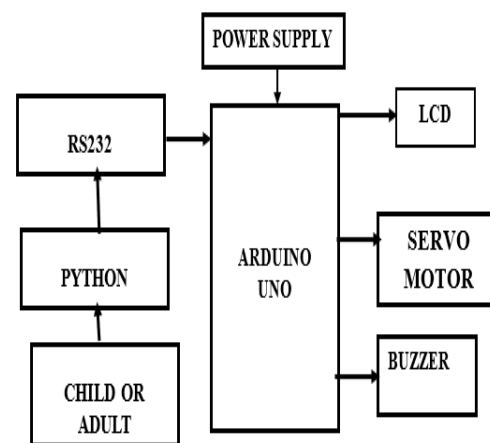 POWER SUPPLY
RS232
LCD
ARDUINO
UNO
SERVO
MOTOR
PYTHON
BUZZER
CHILD OR
ADULT